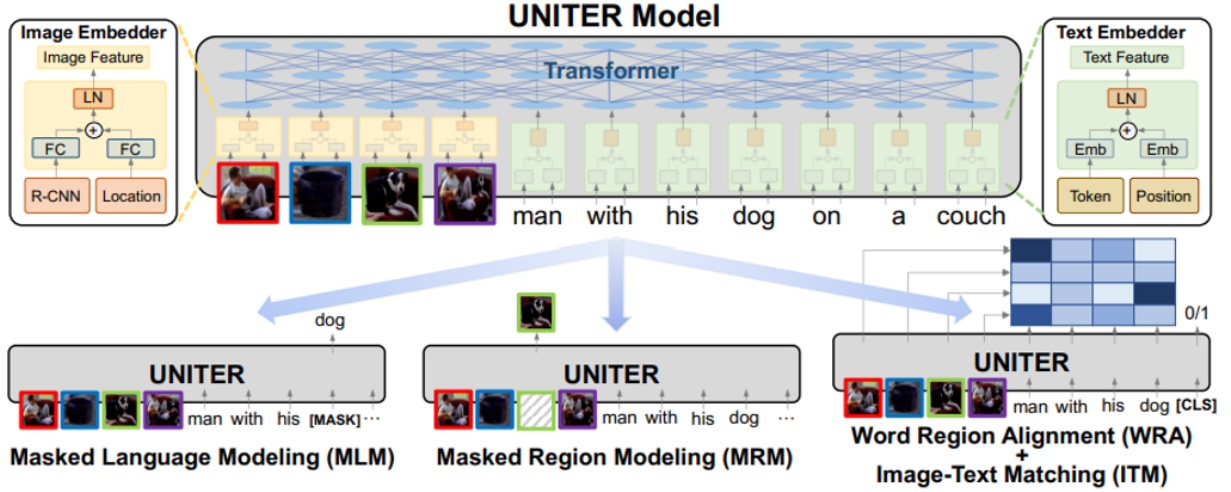 UNITER Model
Image Embedder
Image Feature
LN
FC
FC
R-CNN
Location
Transformer
man with his dog on a couch
Text Embedder
Text Feature
LN
Emb
Emb
Token
Position
dog
UNITER
man with his [MASK] ...
Masked Language Modeling (MLM)
UNITER
man with his dog ...
Masked Region Modeling (MRM)
0/1
UNITER
man with his dog [CLS]
Word Region Alignment (WRA)
+
Image-Text Matching (ITM)